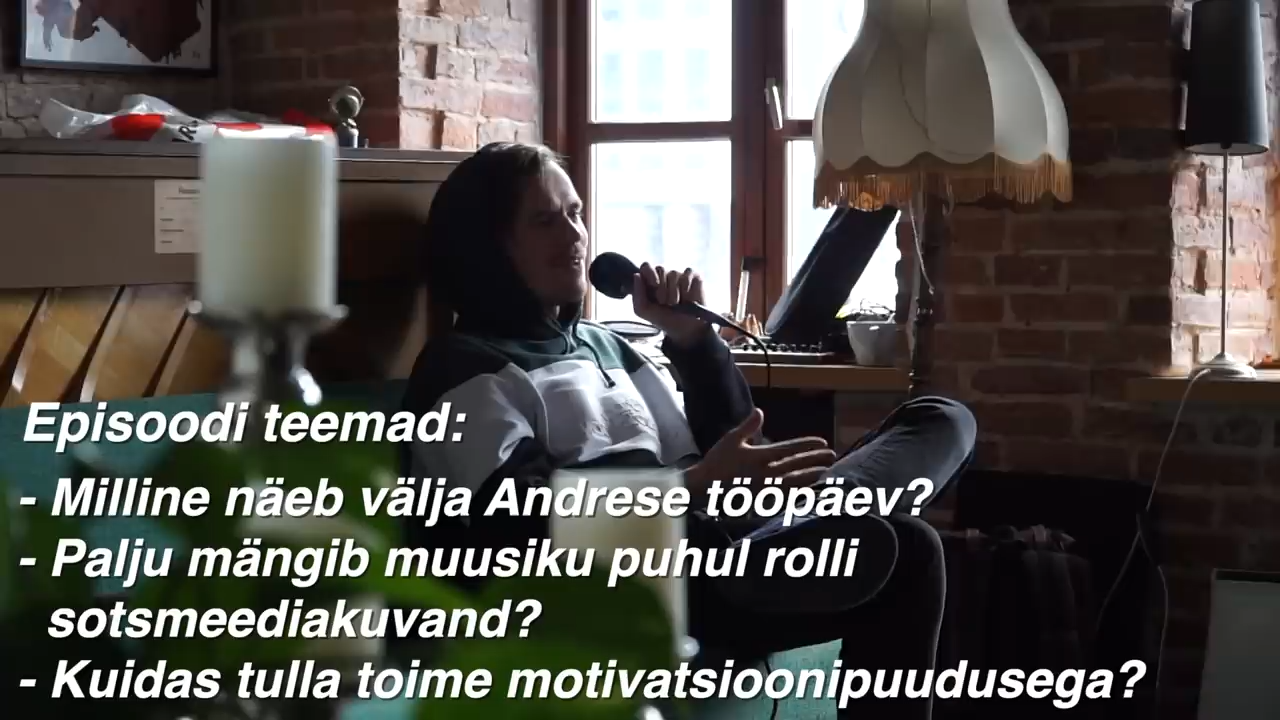 Episoodi teemad:
- Milline näeb välja Andrese tööpäev?
- Palju mängib muusiku puhul rolli
sotsmeediakuvand?
- Kuidas tulla toime motivatsioonipuudusega?